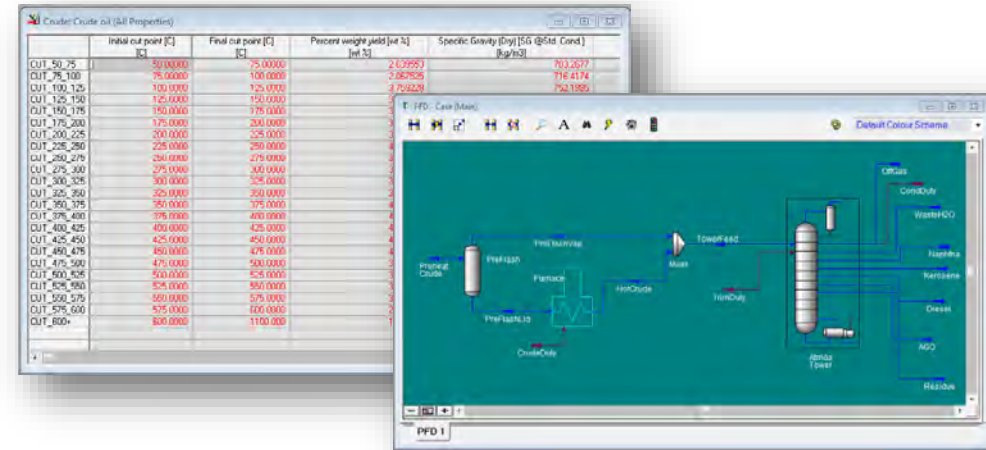 Crude: Crude oil (All Properties)
Initial cut point [C] Final cut point [C] Percent weight yield [wt %] Specific Gravity (Dry) [SG @Std. Cond.]
[C] [C] [wt %] [kg/m3]
CUT_50_75 50.00000 75.00000 2.639553 703.2677
CUT_75_100 75.00000 100.0000 716.4174
CUT_100_125 100.0000 125.0000 3.759228 752.1985
CUT_125_150 125.0000 150.0000
CUT_150_175 150.0000 175.0000
CUT_175_200 175.0000 200.0000
CUT_200_225 200.0000 225.0000
CUT_225_250 225.0000 250.0000
CUT_250_275 250.0000 275.0000
CUT_275_300 275.0000 300.0000
CUT_300_325 300.0000 325.0000
CUT_325_350 325.0000 350.0000
CUT_350_375 350.0000 375.0000
CUT_375_400 375.0000 400.0000
CUT_400_425 400.0000 425.0000
CUT_425_450 425.0000 450.0000
CUT_450_475 450.0000 475.0000
CUT_475_500 475.0000 500.0000
CUT_500_525 500.0000 525.0000
CUT_525_550 525.0000 550.0000
CUT_550_575 550.0000 575.0000
CUT_575_600 575.0000 600.0000
CUT_600+ 600.0000 1100.000
PFD - Case (Main)
A
Default Colour Scheme
OffGas
CondDuty
WasteH2O
PreFlashVap
TowerFeed
Naphtha
Preheat
Crude
PreFlash
Furnace
Mixer
Kerosene
HotCrude
TrimDuty
Diesel
PreFlashLiq
CrudeDuty
Atmos
Tower
AGO
Residue
PFD 1